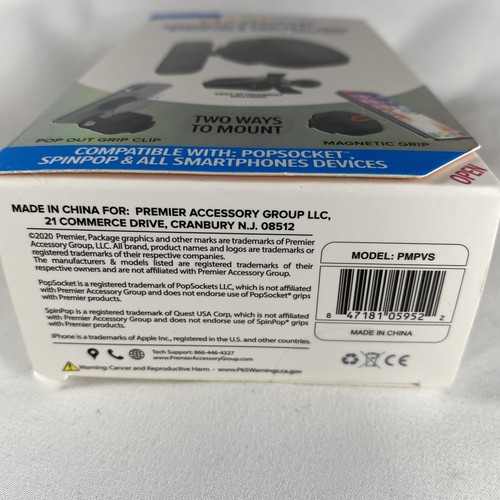 TWO WAYS
TO MOUNT
POP OUT GRIP CLIP
MAGNETIC GRIP
COMPATIBLE WITH: POPSOCKET™
SPINPOP & ALL SMARTPHONES DEVICES
OPEN
MADE IN CHINA FOR: PREMIER ACCESSORY GROUP LLC,
21 COMMERCE DRIVE, CRANBURY N.J. 08512
©2020 Premier, Package graphics and other marks are trademarks of Premier
Accessory Group, LLC. All brand, product names and logos are trademarks or
registered trademarks of their respective companies.
The manufacturers & models listed are registered trademarks of their
respective owners and are not affiliated with Premier Accessory Group.
PopSocket is a registered trademark of PopSockets LLC, which is not affiliated
with Premier Accessory Group and does not endorse use of PopSocket® grips
with Premier products.
SpinPop is a registered trademark of Quest USA Corp, which is not affiliated
with Premier Accessory Group and does not endorse use of SpinPop® grips
with Premier products.
iPhone is a trademarks of Apple Inc., registered in the U.S. and other countries.
Tech Support: 866-446-4327
www.PremierAccessoryGroup.com
Warning: Cancer and Reproductive Harm - www.P65Warnings.ca.gov
MODEL: PMPVS
8 47181 05952 2
MADE IN CHINA
CE